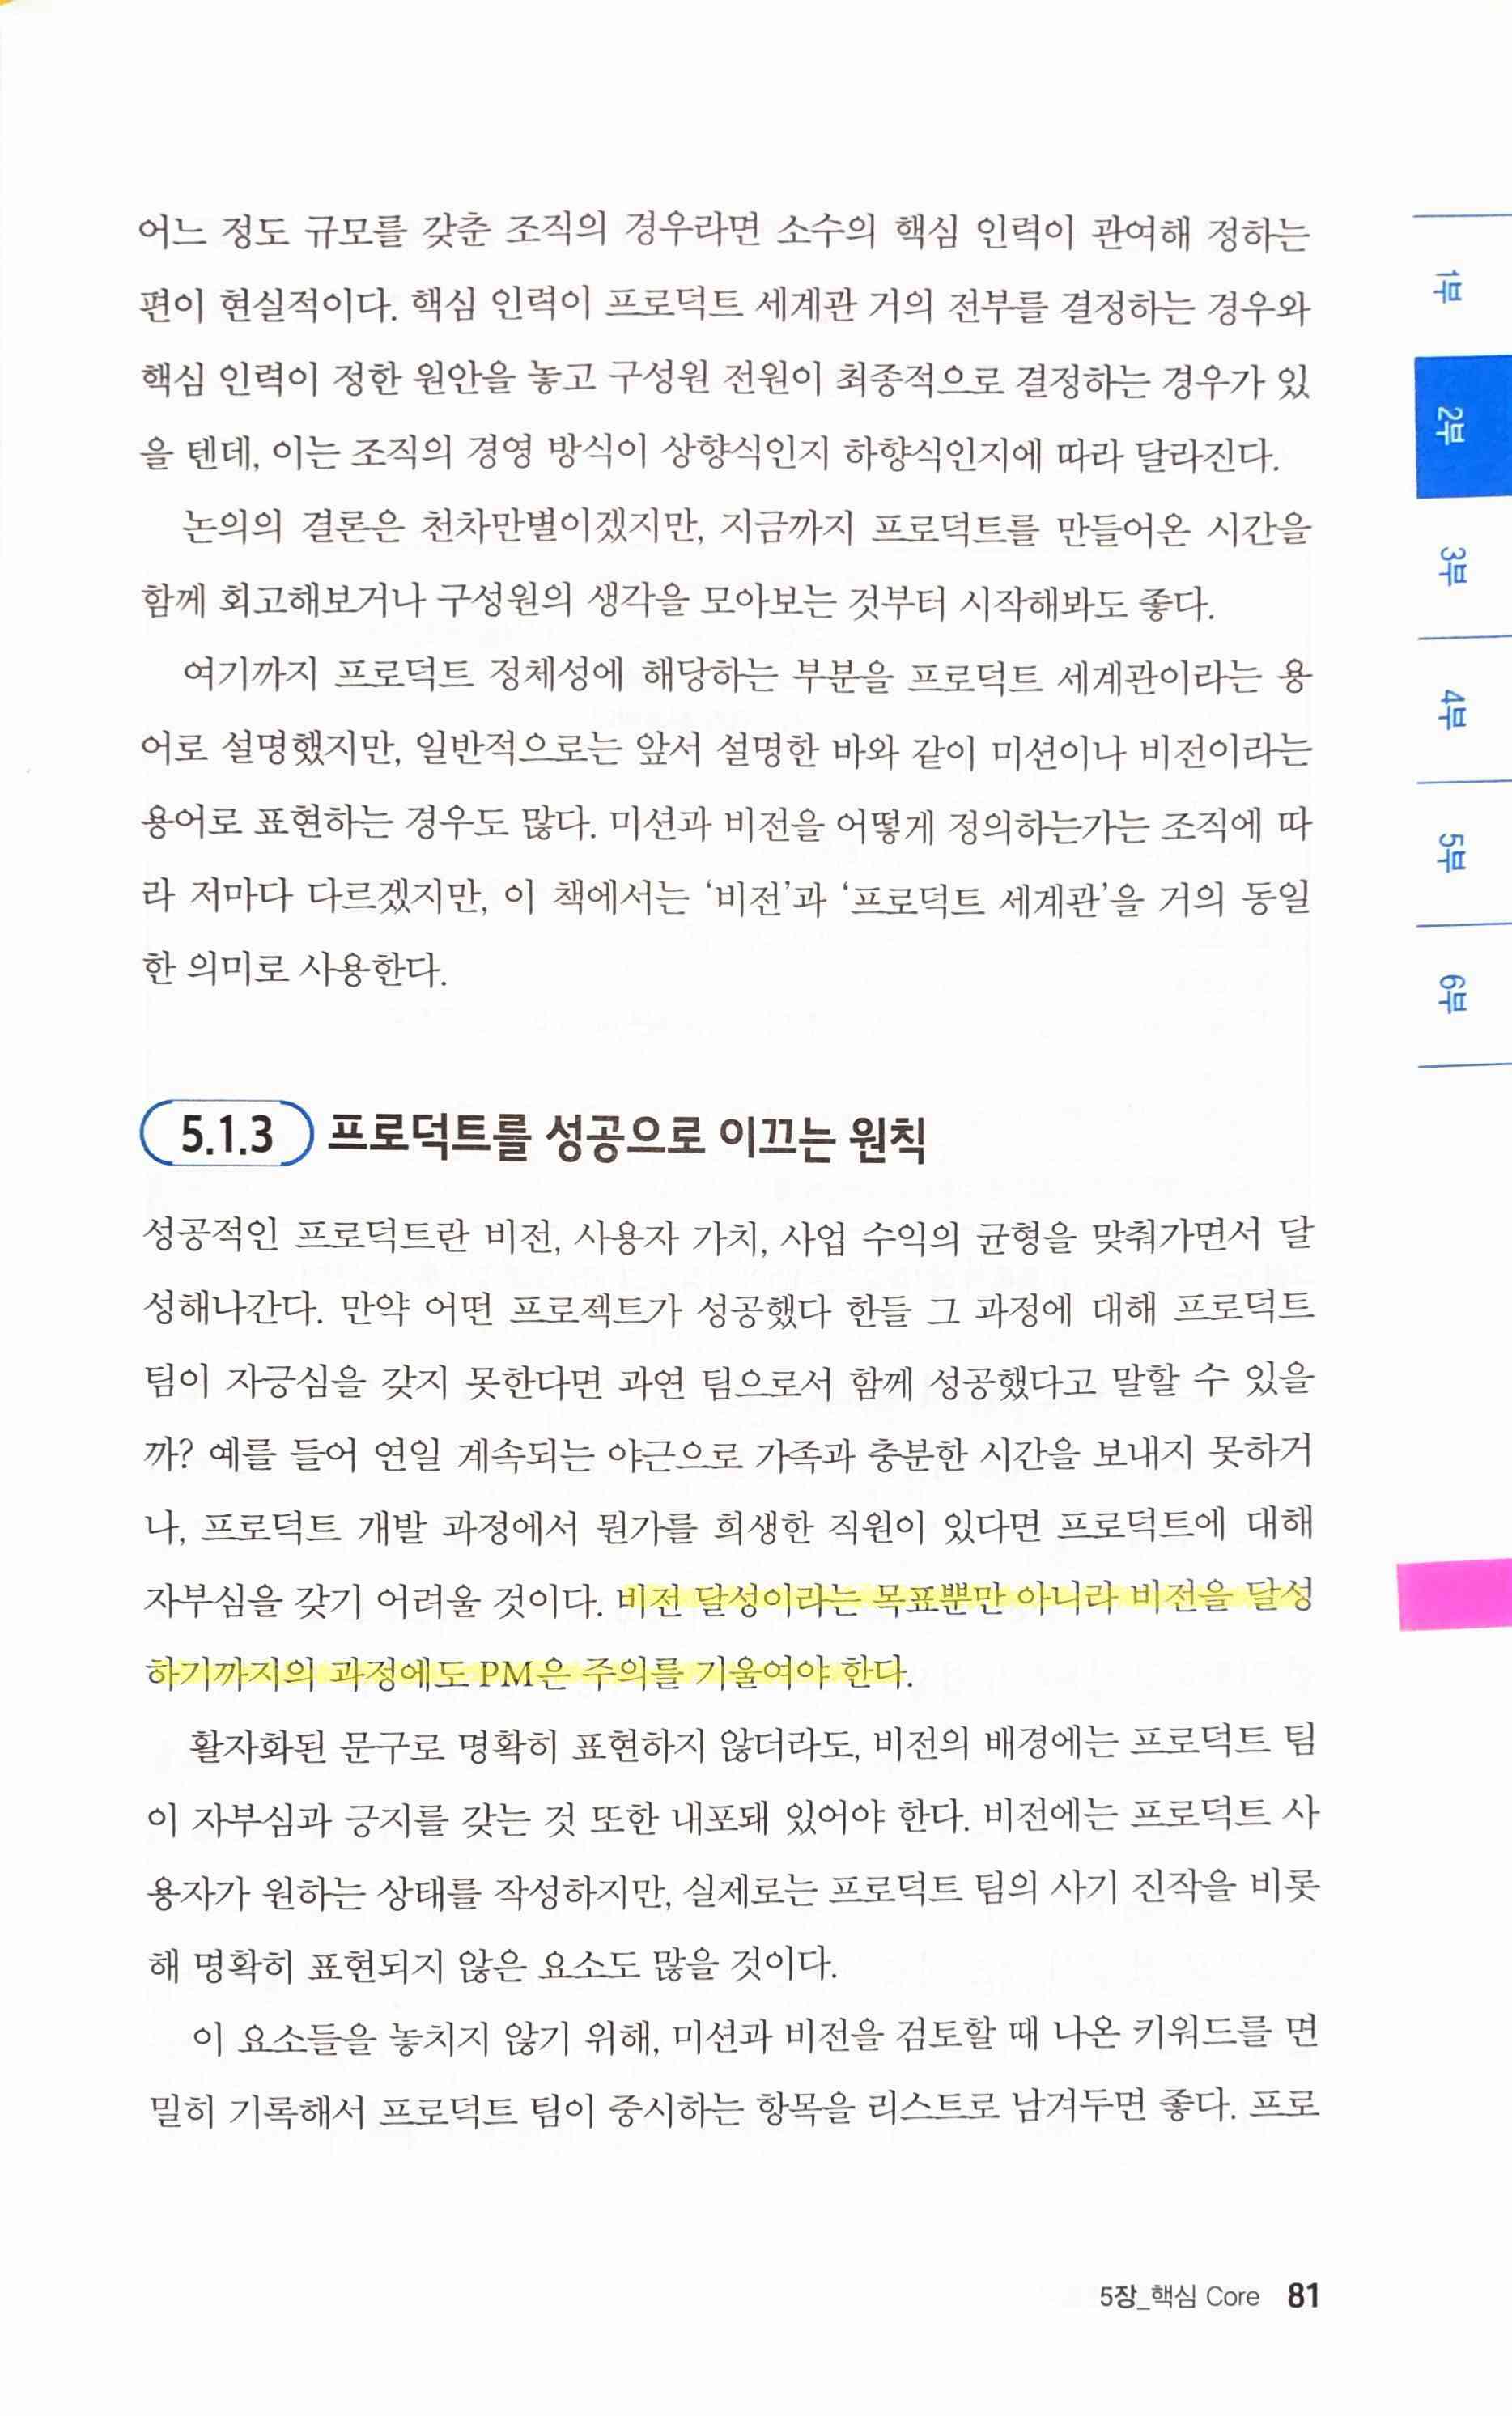 어느 정도 규모를 갖춘 조직의 경우라면 소수의 핵심 인력이 관여해 정하는
편이 현실적이다. 핵심 인력이 프로덕트 세계관 거의 전부를 결정하는 경우와
핵심 인력이 정한 원안을 놓고 구성원 전원이 최종적으로 결정하는 경우가 있
을 텐데, 이는 조직의 경영 방식이 상향식인지 하향식인지에 따라 달라진다.
논의의 결론은 천차만별이겠지만, 지금까지 프로덕트를 만들어온 시간을
함께 회고해보거나 구성원의 생각을 모아보는 것부터 시작해봐도 좋다.
여기까지 프로덕트 정체성에 해당하는 부분을 프로덕트 세계관이라는 용
어로 설명했지만, 일반적으로는 앞서 설명한 바와 같이 미션이나 비전이라는
용어로 표현하는 경우도 많다. 미션과 비전을 어떻게 정의하는가는 조직에 따
라 저마다 다르겠지만, 이 책에서는 ‘비전’과 ‘프로덕트 세계관’을 거의 동일
한 의미로 사용한다.
5.1.3 프로덕트를 성공으로 이끄는 원칙
성공적인 프로덕트란 비전, 사용자 가치, 사업 수익의 균형을 맞춰가면서 달
성해나간다. 만약 어떤 프로젝트가 성공했다 한들 그 과정에 대해 프로덕트
팀이 자긍심을 갖지 못한다면 과연 팀으로서 함께 성공했다고 말할 수 있을
까? 예를 들어 연일 계속되는 야근으로 가족과 충분한 시간을 보내지 못하거
나, 프로덕트 개발 과정에서 뭔가를 희생한 직원이 있다면 프로덕트에 대해
자부심을 갖기 어려울 것이다. 비전 달성이라는 목표뿐만 아니라 비전을 달성
하기까지의 과정에도 PM은 주의를 기울여야 한다.
활자화된 문구로 명확히 표현하지 않더라도, 비전의 배경에는 프로덕트 팀
이 자부심과 긍지를 갖는 것 또한 내포돼 있어야 한다. 비전에는 프로덕트 사
용자가 원하는 상태를 작성하지만, 실제로는 프로덕트 팀의 사기 진작을 비롯
해 명확히 표현되지 않은 요소도 많을 것이다.
이 요소들을 놓치지 않기 위해, 미션과 비전을 검토할 때 나온 키워드를 면
밀히 기록해서 프로덕트 팀이 중시하는 항목을 리스트로 남겨두면 좋다. 프로
5장_핵심 Core 81
1부
2부
3부
4부
5부
6부